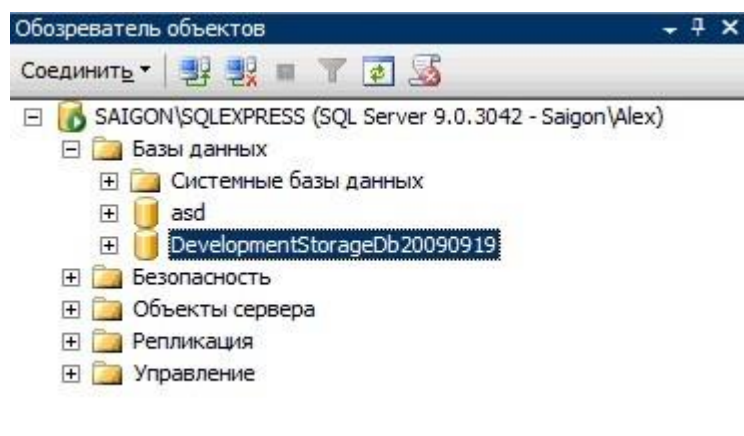 Обозреватель объектов
Соединить
SAIGON\SQLEXPRESS (SQL Server 9.0.3042 - Saigon\Alex)
Базы данных
Системные базы данных
asd
DevelopmentStorageDb20090919
Безопасность
Объекты сервера
Репликация
Управление